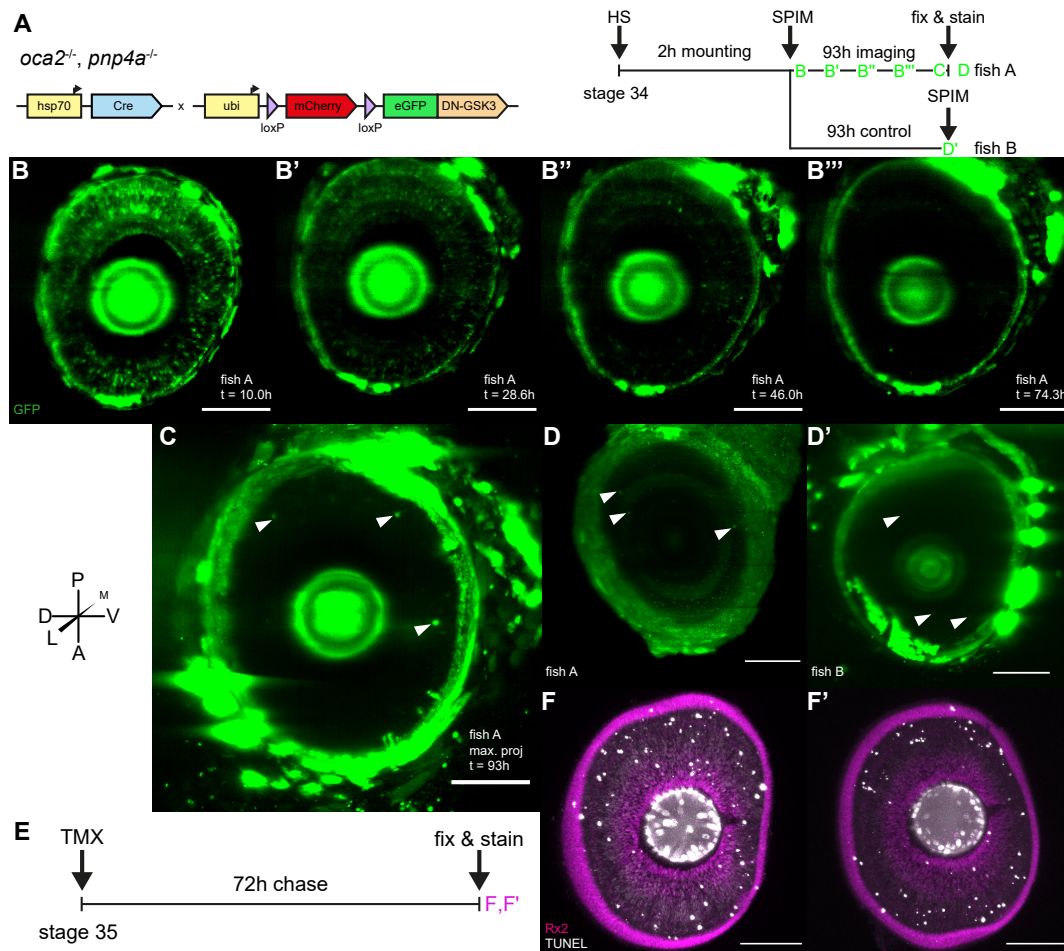 A
oca2-/-, pnp4a-/-
hsp70
Cre
x
ubi
loxP
mCherry
loxP
eGFP
DN-GSK3
HS
SPIM
fix & stain
2h mounting
93h imaging
stage 34
B
B'
B''
B'''
C
D
fish A
SPIM
93h control
D'
fish B
B
GFP
fish A
t = 10.0h
B'
fish A
t = 28.6h
B''
fish A
t = 46.0h
B'''
fish A
t = 74.3h
P
M
D
V
L
A
C
fish A
max. proj
t = 93h
D
fish A
D'
fish B
E
TMX
fix & stain
72h chase
F,F'
stage 35
F
Rx2
TUNEL
F'